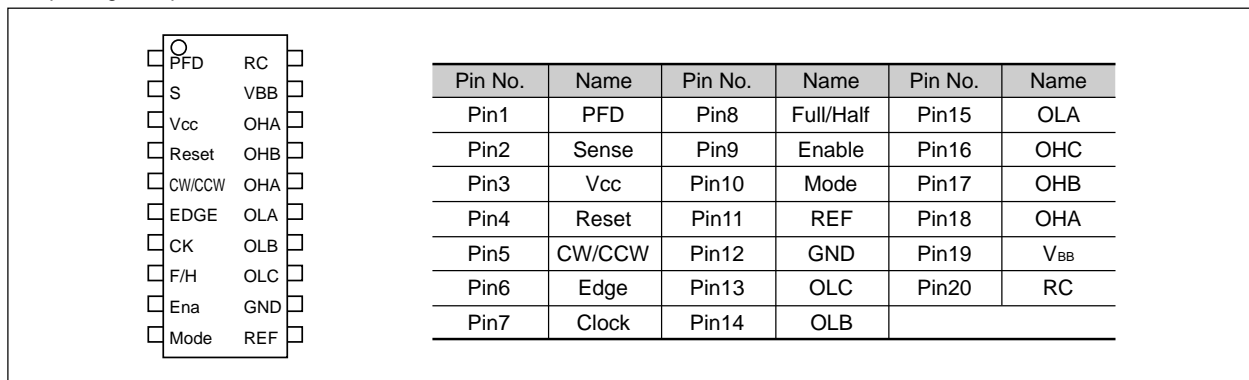 PFD RC
S VBB
Vcc OHA
Reset OHB
CW/CCW OHA
EDGE OLA
CK OLB
F/H OLC
Ena GND
Mode REF
Pin No. Name Pin No. Name Pin No. Name
Pin1 PFD Pin8 Full/Half Pin15 OLA
Pin2 Sense Pin9 Enable Pin16 OHC
Pin3 Vcc Pin10 Mode Pin17 OHB
Pin4 Reset Pin11 REF Pin18 OHA
Pin5 CW/CCW Pin12 GND Pin19 VBB
Pin6 Edge Pin13 OLC Pin20 RC
Pin7 Clock Pin14 OLB